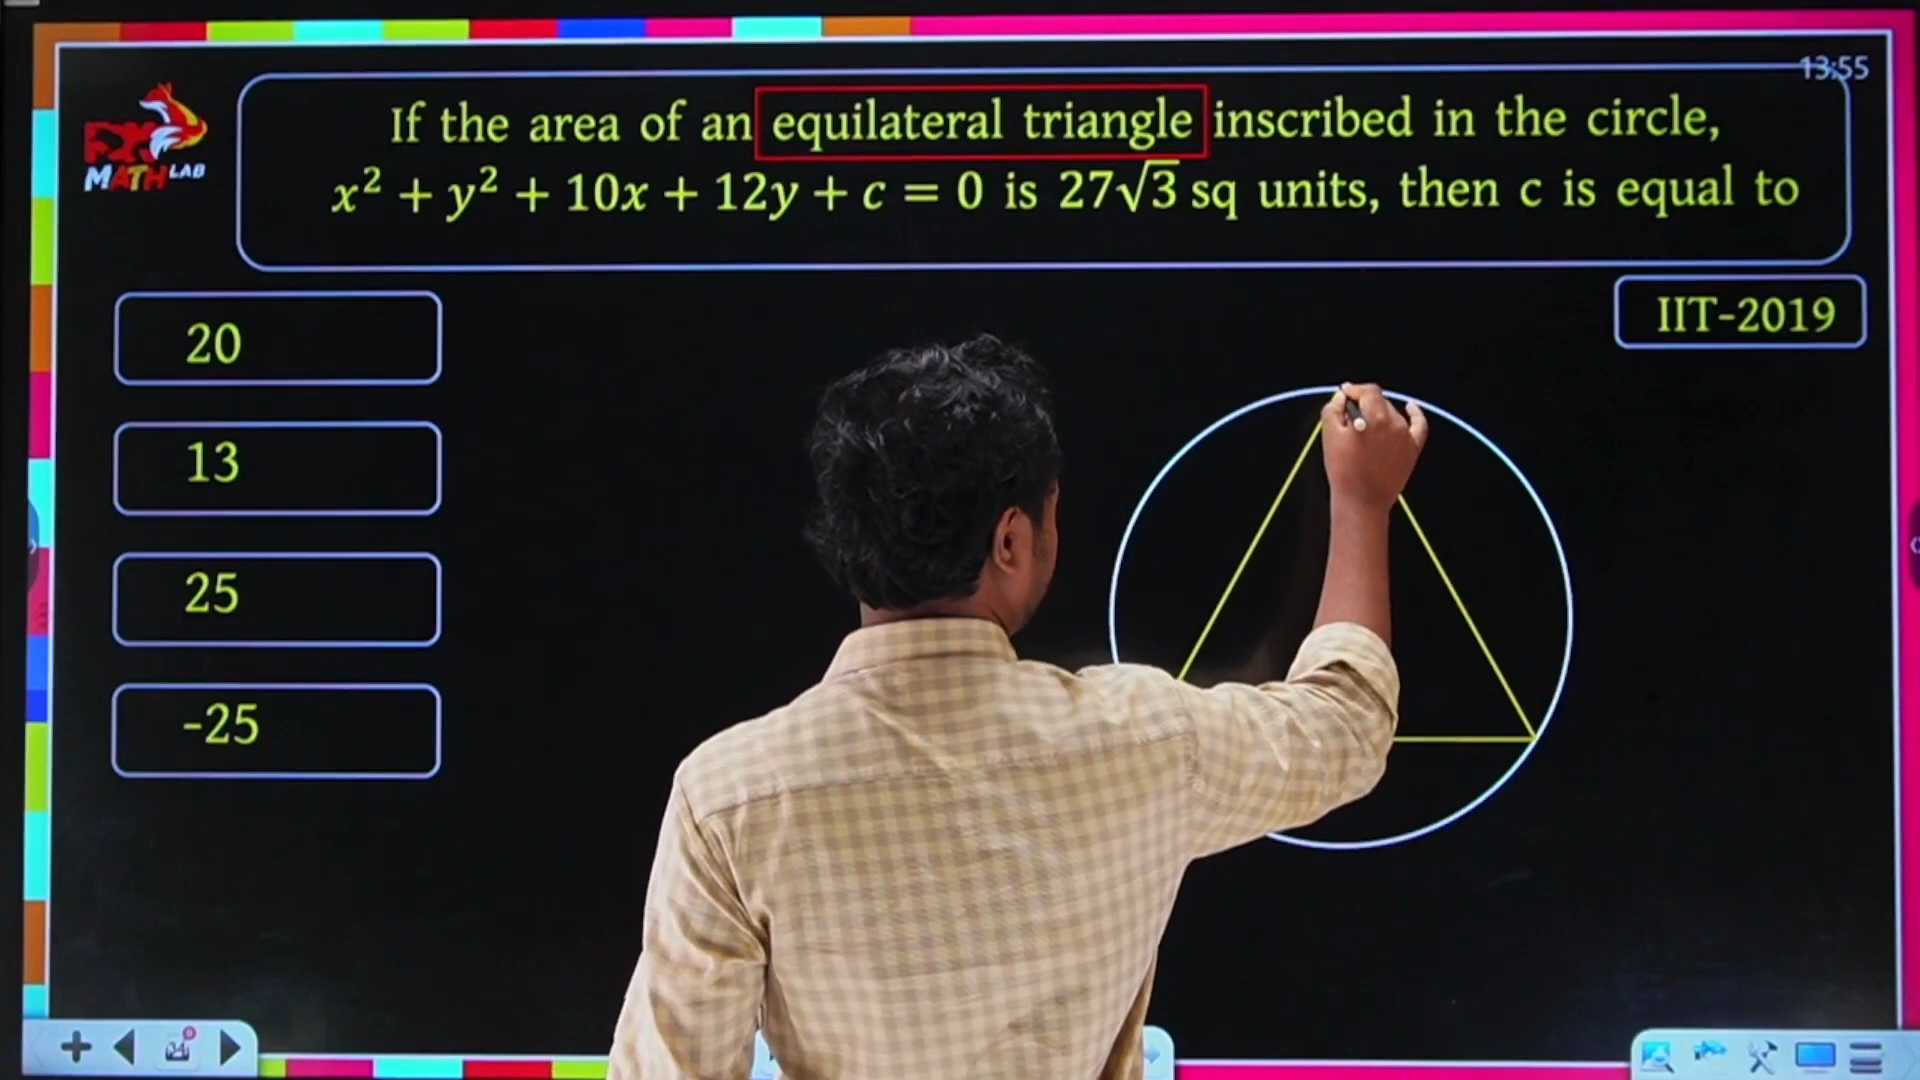 13:55
If the area of an equilateral triangle inscribed in the circle,
x² + y² + 10x + 12y + c = 0 is 27√3 sq units, then c is equal to
MATH LAB
IIT-2019
20
13
25
-25